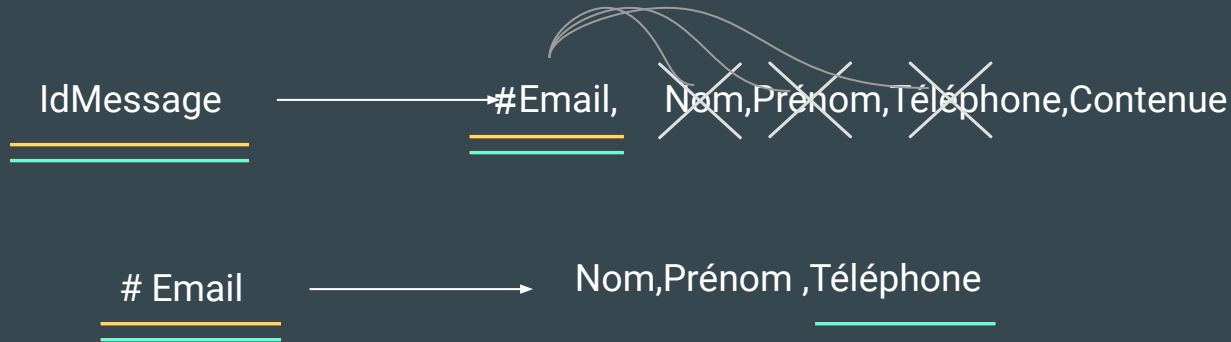 IdMessage #Email, Nom,Prénom,Téléphone,Contenue
# Email Nom,Prénom ,Téléphone